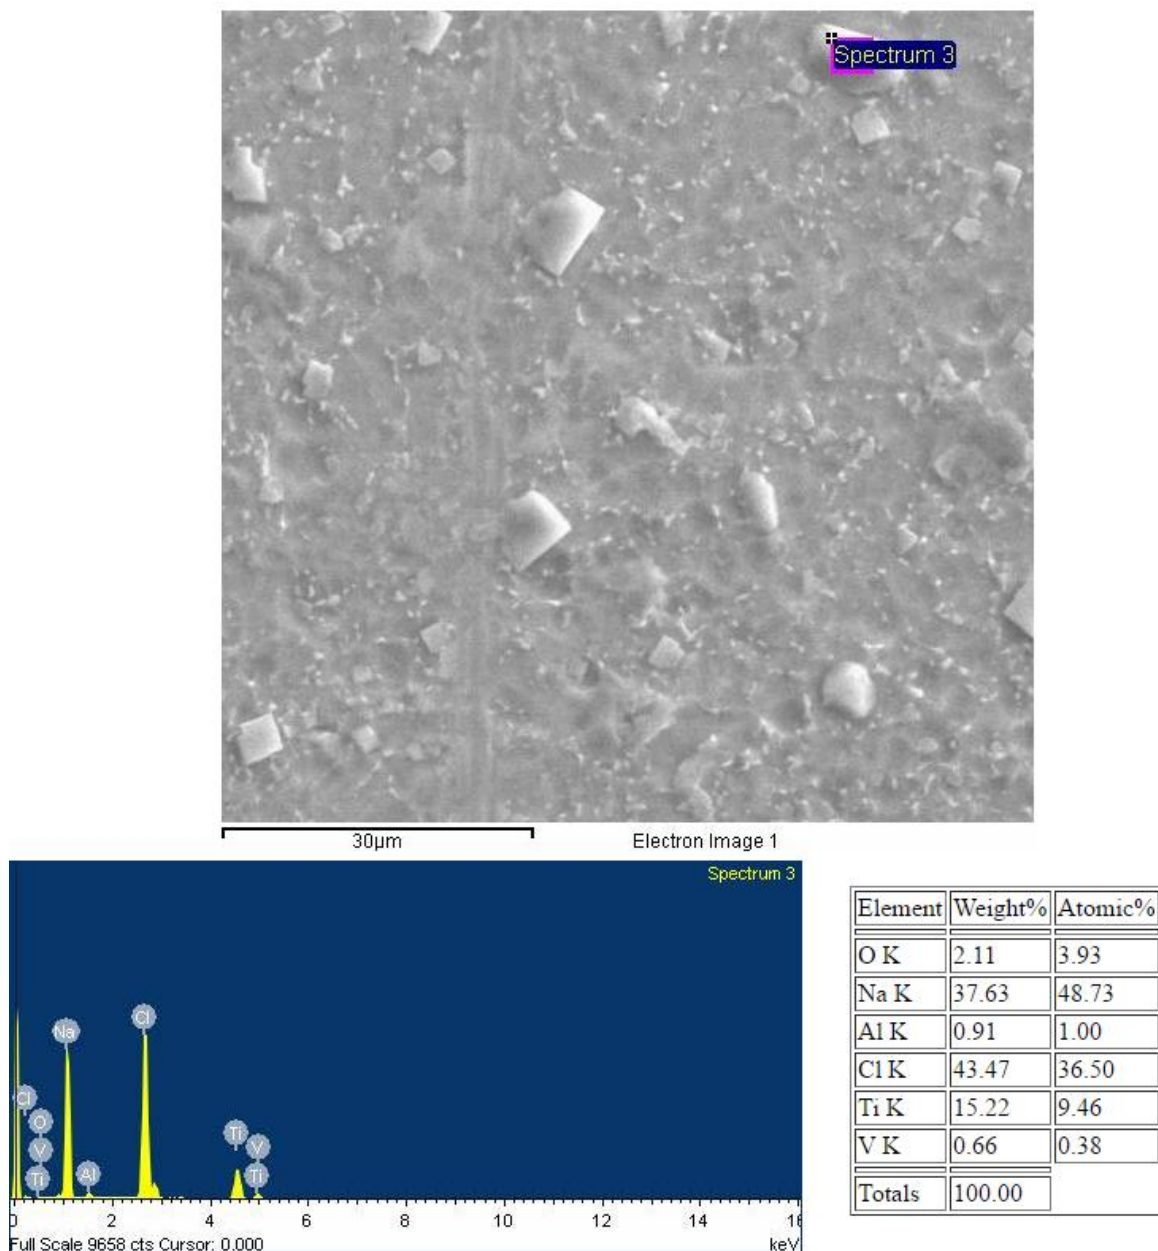 Spectrum 3
30µm
Electron Image 1
Spectrum 3
Cl
O
V
Ti
Na
Al
Cl
Ti
V
Ti
0 2 4 6 8 10 12 14 16
Full Scale 9658 cts Cursor: 0.000 keV
Element Weight% Atomic%
O K 2.11 3.93
Na K 37.63 48.73
Al K 0.91 1.00
Cl K 43.47 36.50
Ti K 15.22 9.46
V K 0.66 0.38
Totals 100.00